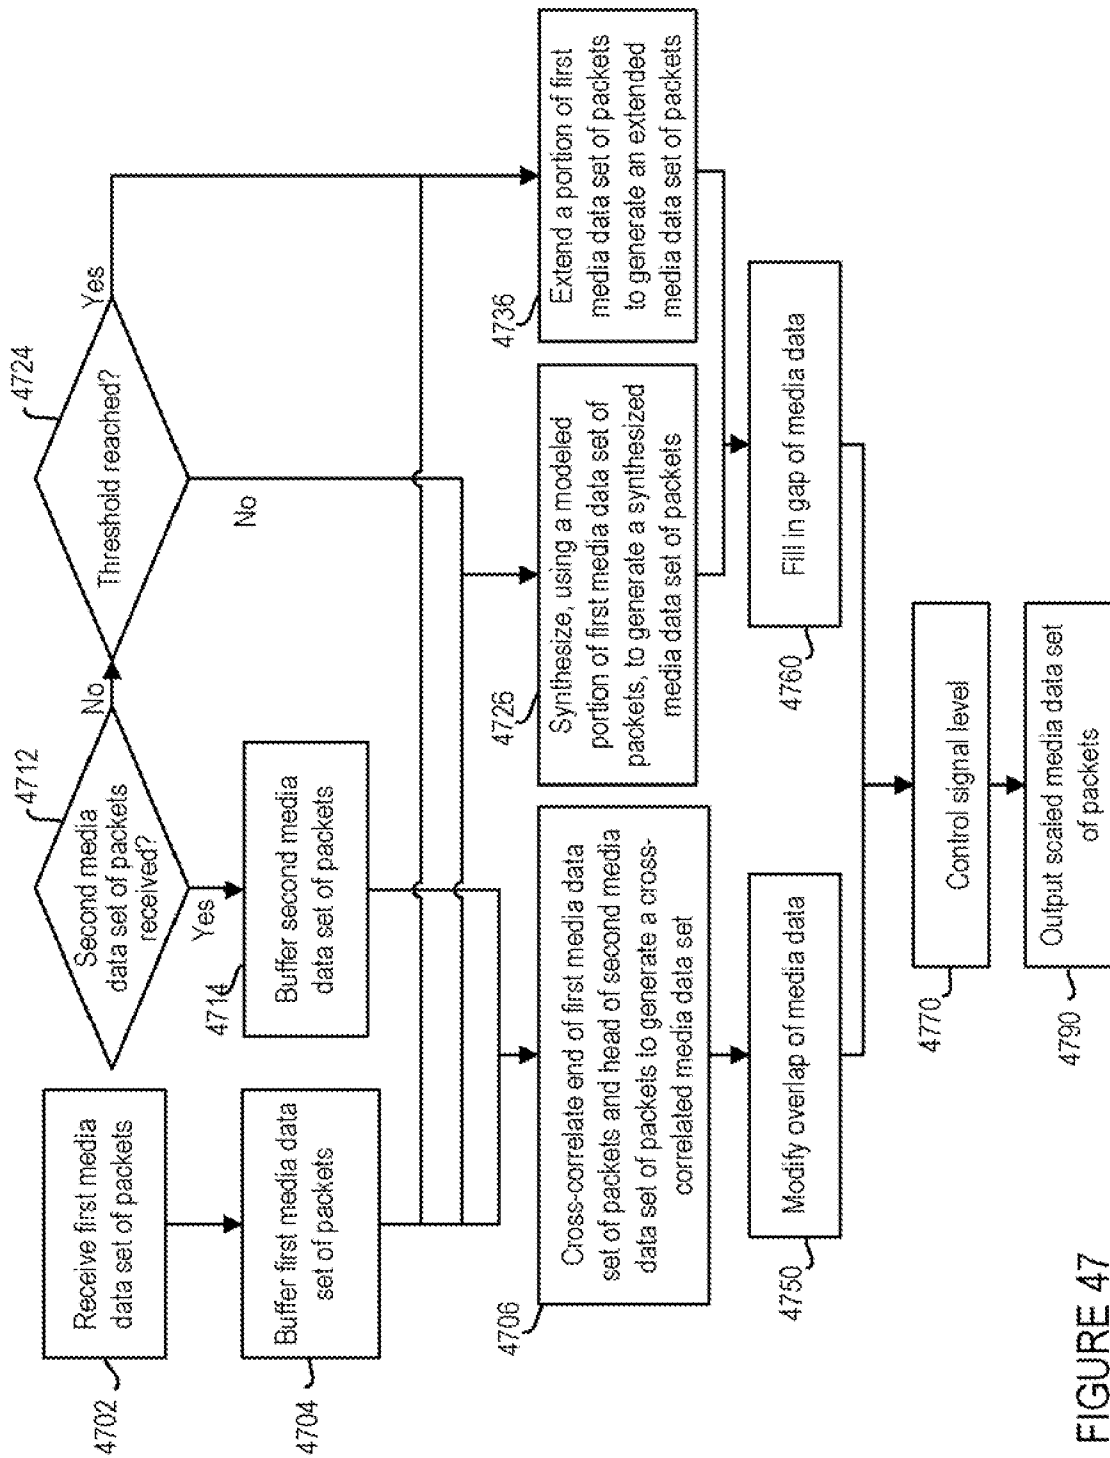 4702
Receive first media
data set of packets
4704
Buffer first media data
set of packets
4712
Second media
data set of packets
received?
Yes
No
4714
Buffer second media
data set of packets
4724
Threshold reached?
Yes
No
4706
Cross-correlate end of first media data
set of packets and head of second media
data set of packets to generate a cross-
correlated media data set
4726
Synthesize, using a modeled
portion of first media data set of
packets, to generate a synthesized
media data set of packets
4736
Extend a portion of first
media data set of packets
to generate an extended
media data set of packets
4750
Modify overlap of media data
4760
Fill in gap of media data
4770
Control signal level
4790
Output scaled media data set
of packets
FIGURE 47